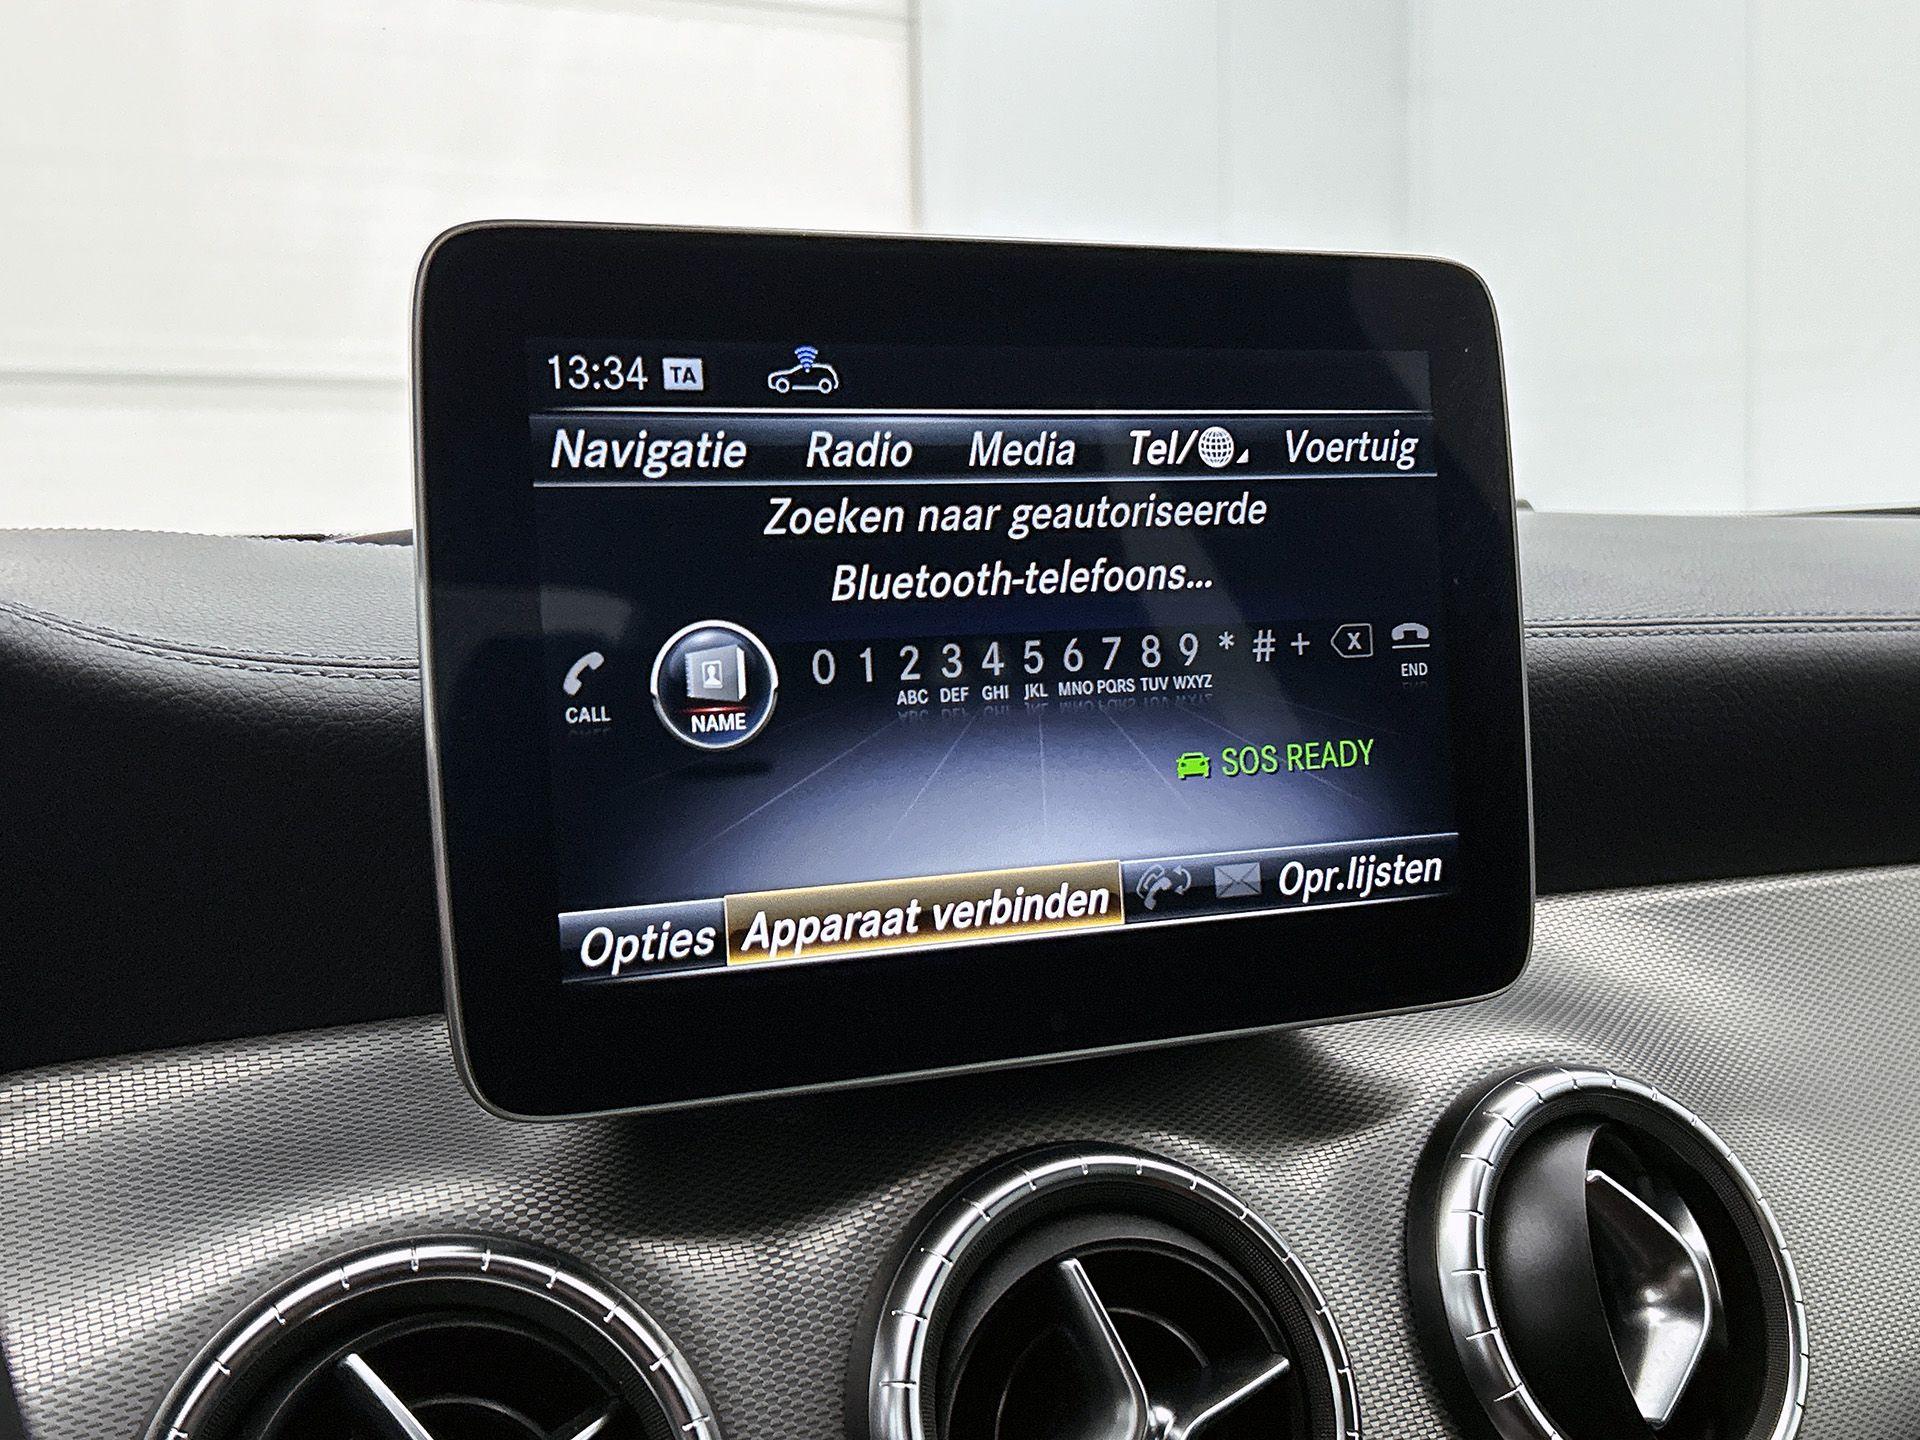 13:34 TA
Navigatie Radio Media Tel/ Voertuig
Zoeken naar geautoriseerde
Bluetooth-telefoons...
0 1 2 3 4 5 6 7 8 9 * # + X
ABC DEF GHI JKL MNO PQRS TUV WXYZ
CALL NAME END
SOS READY
Opties Apparaat verbinden Opr.lijsten